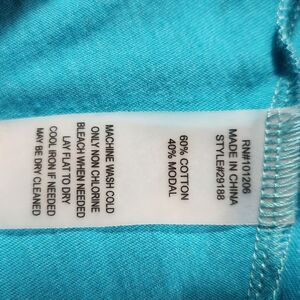 RN#101206
MADE IN CHINA
STYLE#29188
60% COTTON
40% MODAL
MACHINE WASH COLD
ONLY NON CHLORINE
BLEACH WHEN NEEDED
LAY FLAT TO DRY
COOL IRON IF NEEDED
MAY BE DRY CLEANED